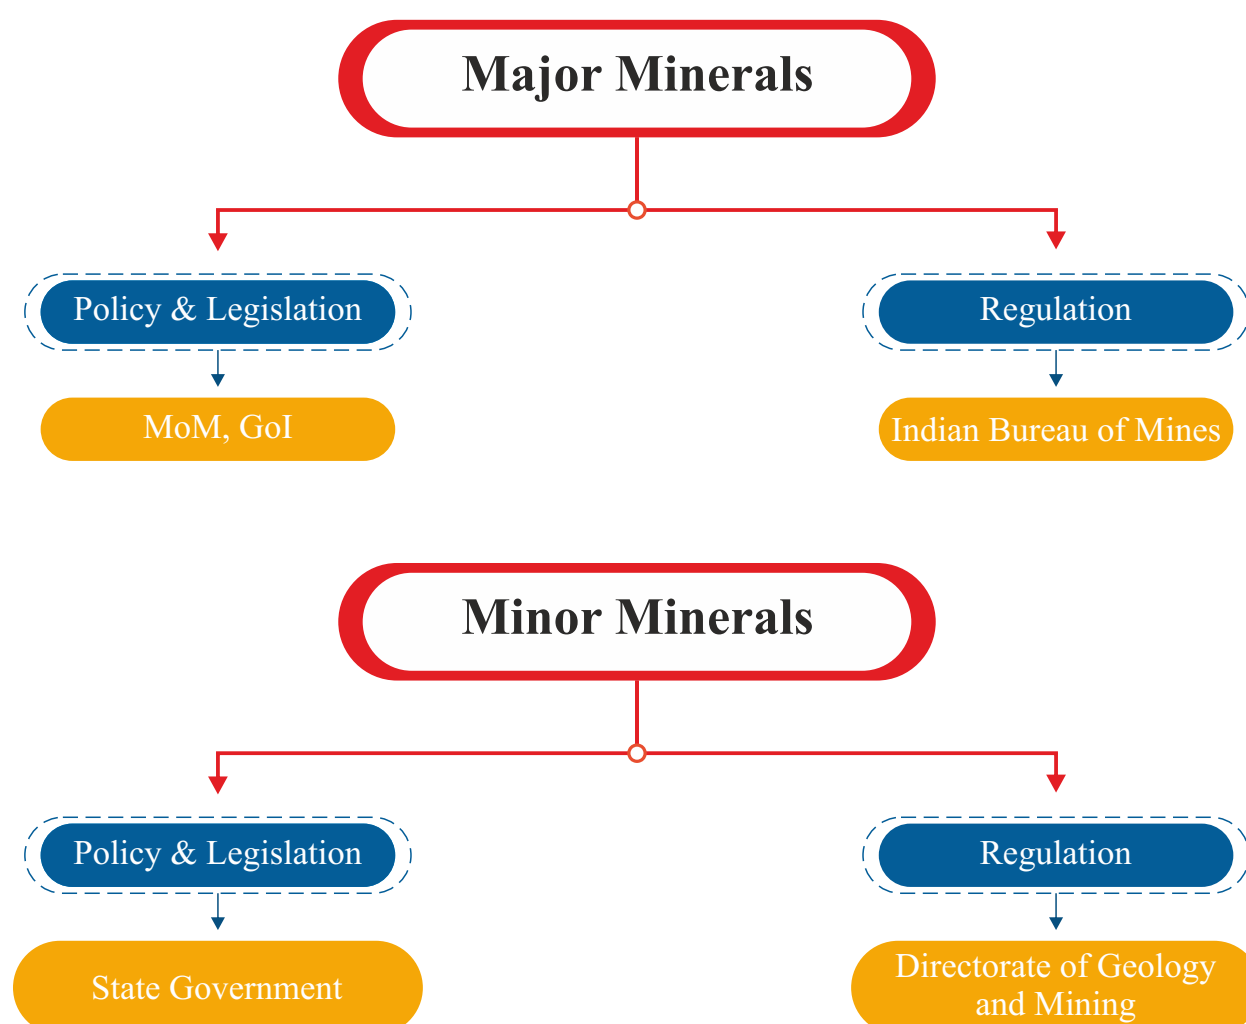 Major Minerals
Policy & Legislation
Regulation
MoM, GoI
Indian Bureau of Mines
Minor Minerals
Policy & Legislation
Regulation
State Government
Directorate of Geology
and Mining